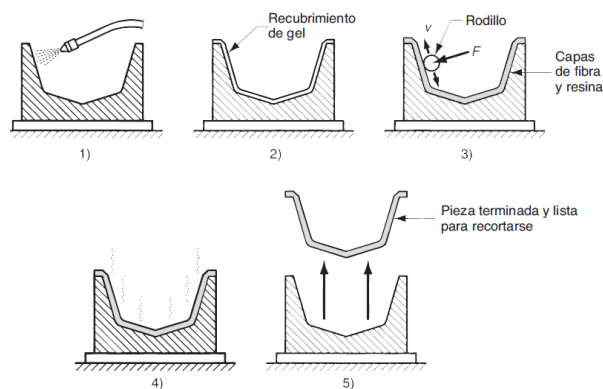 Recubrimiento
de gel
v
Rodillo
F
Capas
de fibra
y resina
1)
2)
3)
Pieza terminada y lista
para recortarse
4)
5)